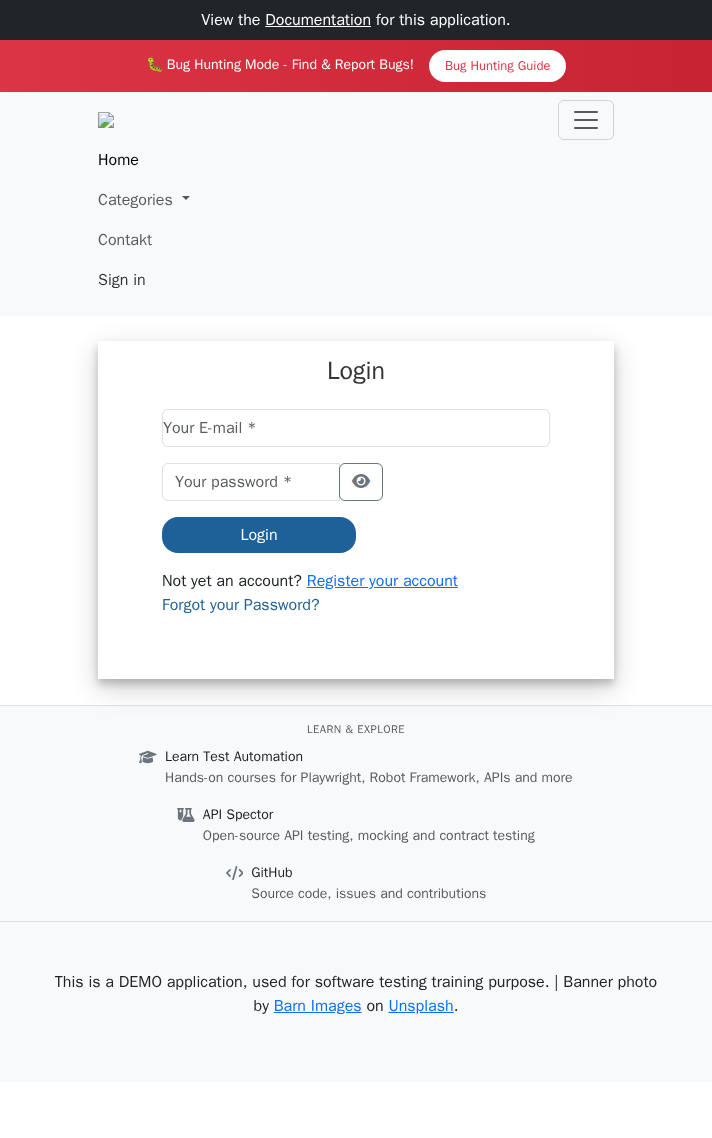 View the Documentation for this application.
🐛 Bug Hunting Mode - Find & Report Bugs! Bug Hunting Guide
Home
Categories
Contakt
Sign in
Login
Your E-mail *
Your password *
Login
Not yet an account? Register your account
Forgot your Password?
LEARN & EXPLORE
Learn Test Automation
Hands-on courses for Playwright, Robot Framework, APIs and more
API Spector
Open-source API testing, mocking and contract testing
GitHub
Source code, issues and contributions
This is a DEMO application, used for software testing training purpose. | Banner photo
by Barn Images on Unsplash.